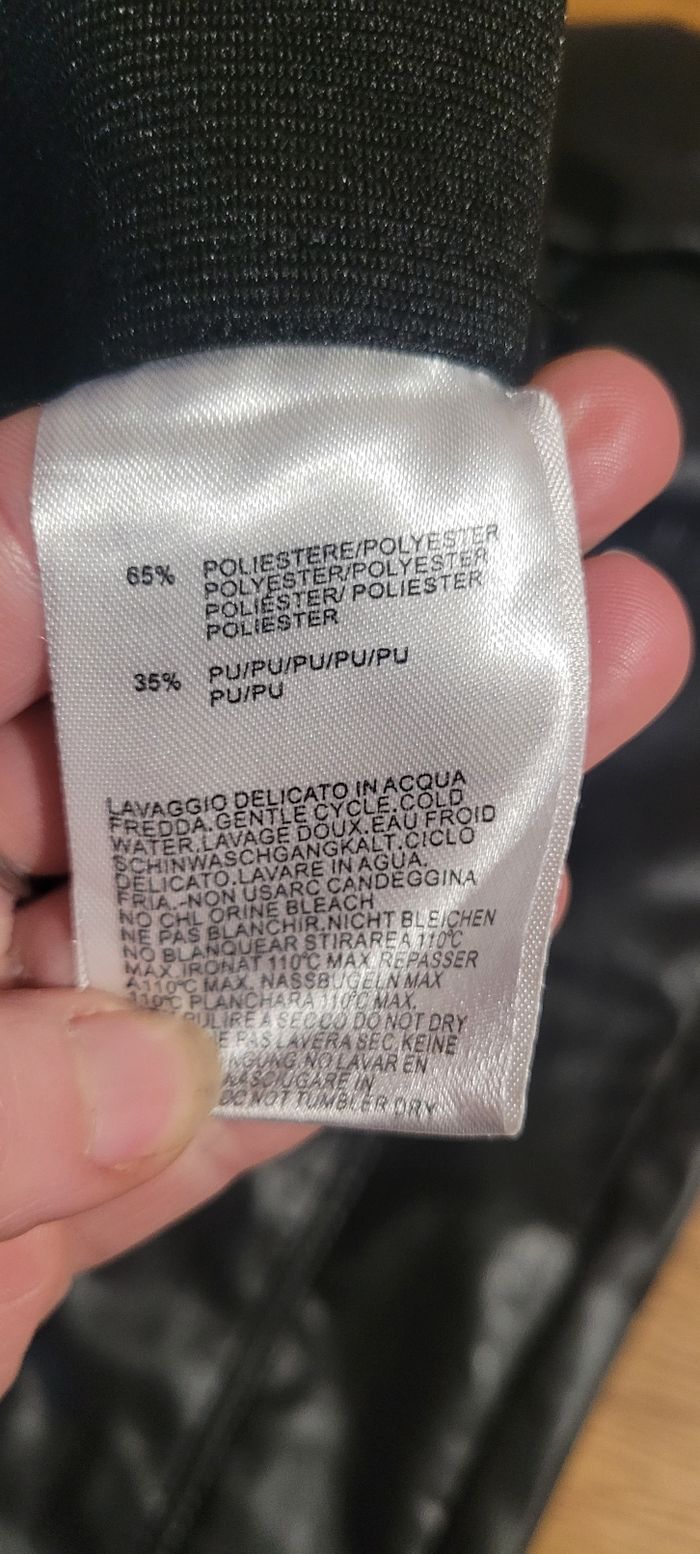 65% POLIESTERE/POLYESTER
POLYESTER/POLYESTER
POLIÉSTER/ POLIESTER
POLIESTER
35% PU/PU/PU/PU/PU
PU/PU
LAVAGGIO DELICATO IN ACQUA
FREDDA.GENTLE CYCLE.COLD
WATER.LAVAGE DOUX.EAU FROID
SCHINWASCHGANGKALT.CICLO
DELICATO.LAVARE IN AGUA.
FRIA.-NON USARC CANDEGGINA
NO CHL ORINE BLEACH
NE PAS BLANCHIR.NICHT BLEICHEN
NO BLANQUEAR STIRAREA 110°C
MAX.IRONAT 110°C MAX REPASSER
A110°C MAX. NASSBUGELN MAX
110°C PLANCHARA 110°C MAX.
PULIRE A SECCO DO NOT DRY
PAS LAVERA SEC.KEINE
NO LAVAR EN
IN
DC NOT TUMBLER DRY